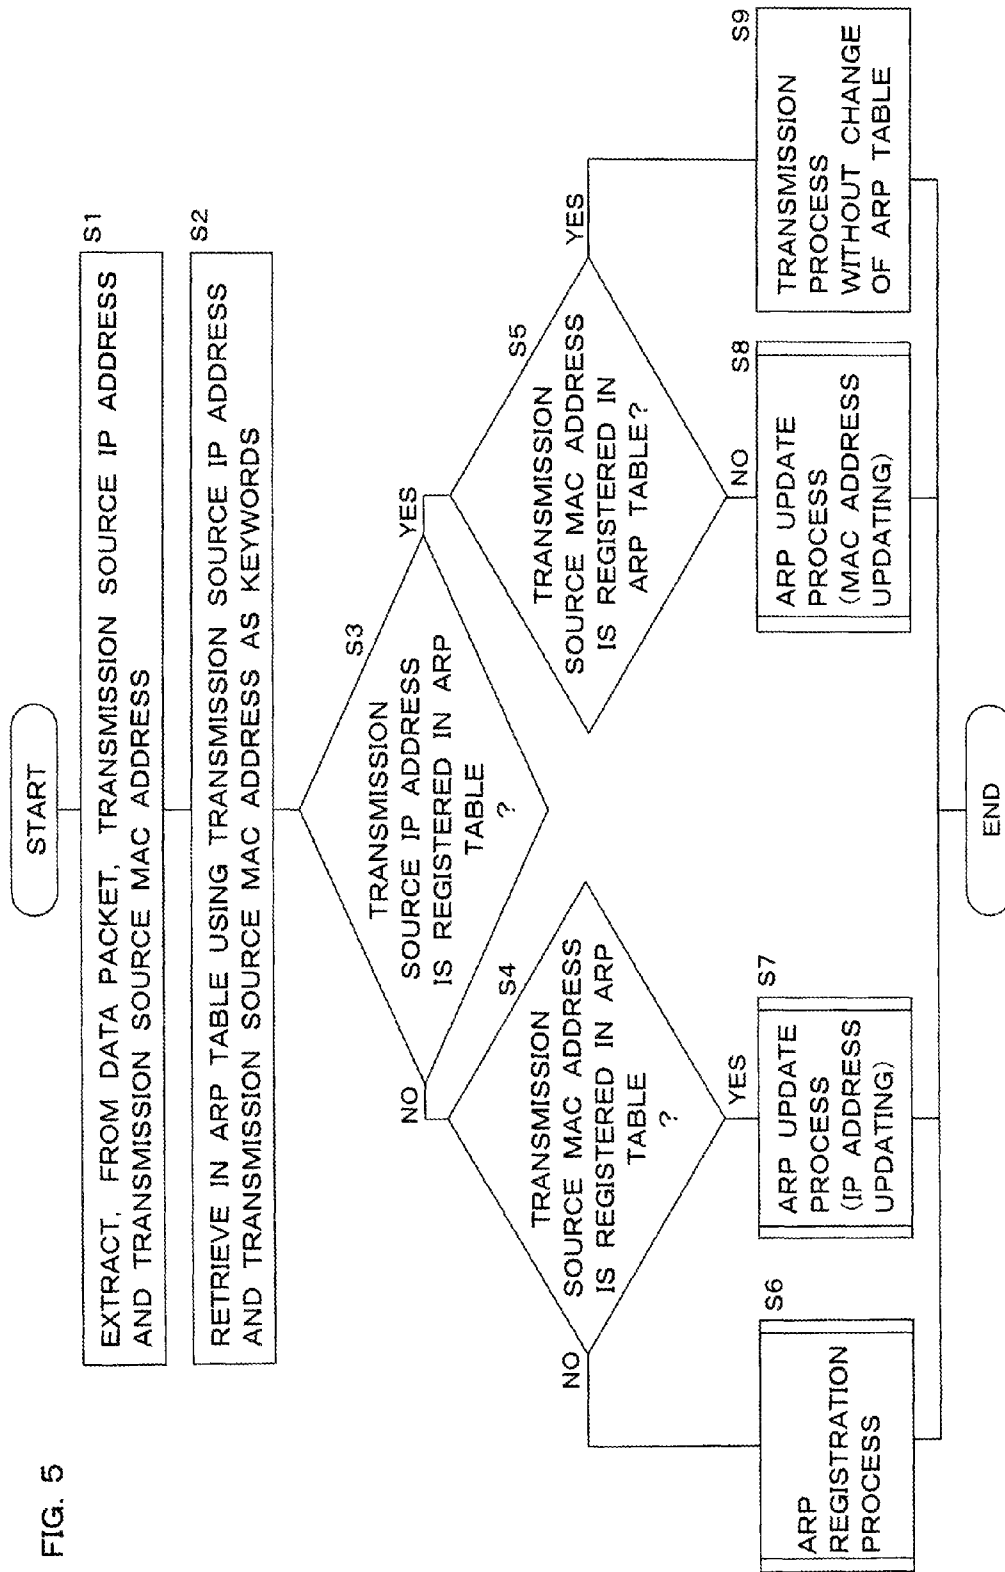 FIG. 5
START
S1
EXTRACT, FROM DATA PACKET, TRANSMISSION SOURCE IP ADDRESS
AND TRANSMISSION SOURCE MAC ADDRESS
S2
RETRIEVE IN ARP TABLE USING TRANSMISSION SOURCE IP ADDRESS
AND TRANSMISSION SOURCE MAC ADDRESS AS KEYWORDS
S3
TRANSMISSION
SOURCE IP ADDRESS
IS REGISTERED IN ARP
TABLE
?
NO
YES
S4
TRANSMISSION
SOURCE MAC ADDRESS
IS REGISTERED IN ARP
TABLE
?
NO
YES
S5
TRANSMISSION
SOURCE MAC ADDRESS
IS REGISTERED IN
ARP TABLE?
YES
NO
S6
ARP
REGISTRATION
PROCESS
S7
ARP UPDATE
PROCESS
(IP ADDRESS
UPDATING)
S8
ARP UPDATE
PROCESS
(MAC ADDRESS
UPDATING)
S9
TRANSMISSION
PROCESS
WITHOUT CHANGE
OF ARP TABLE
END